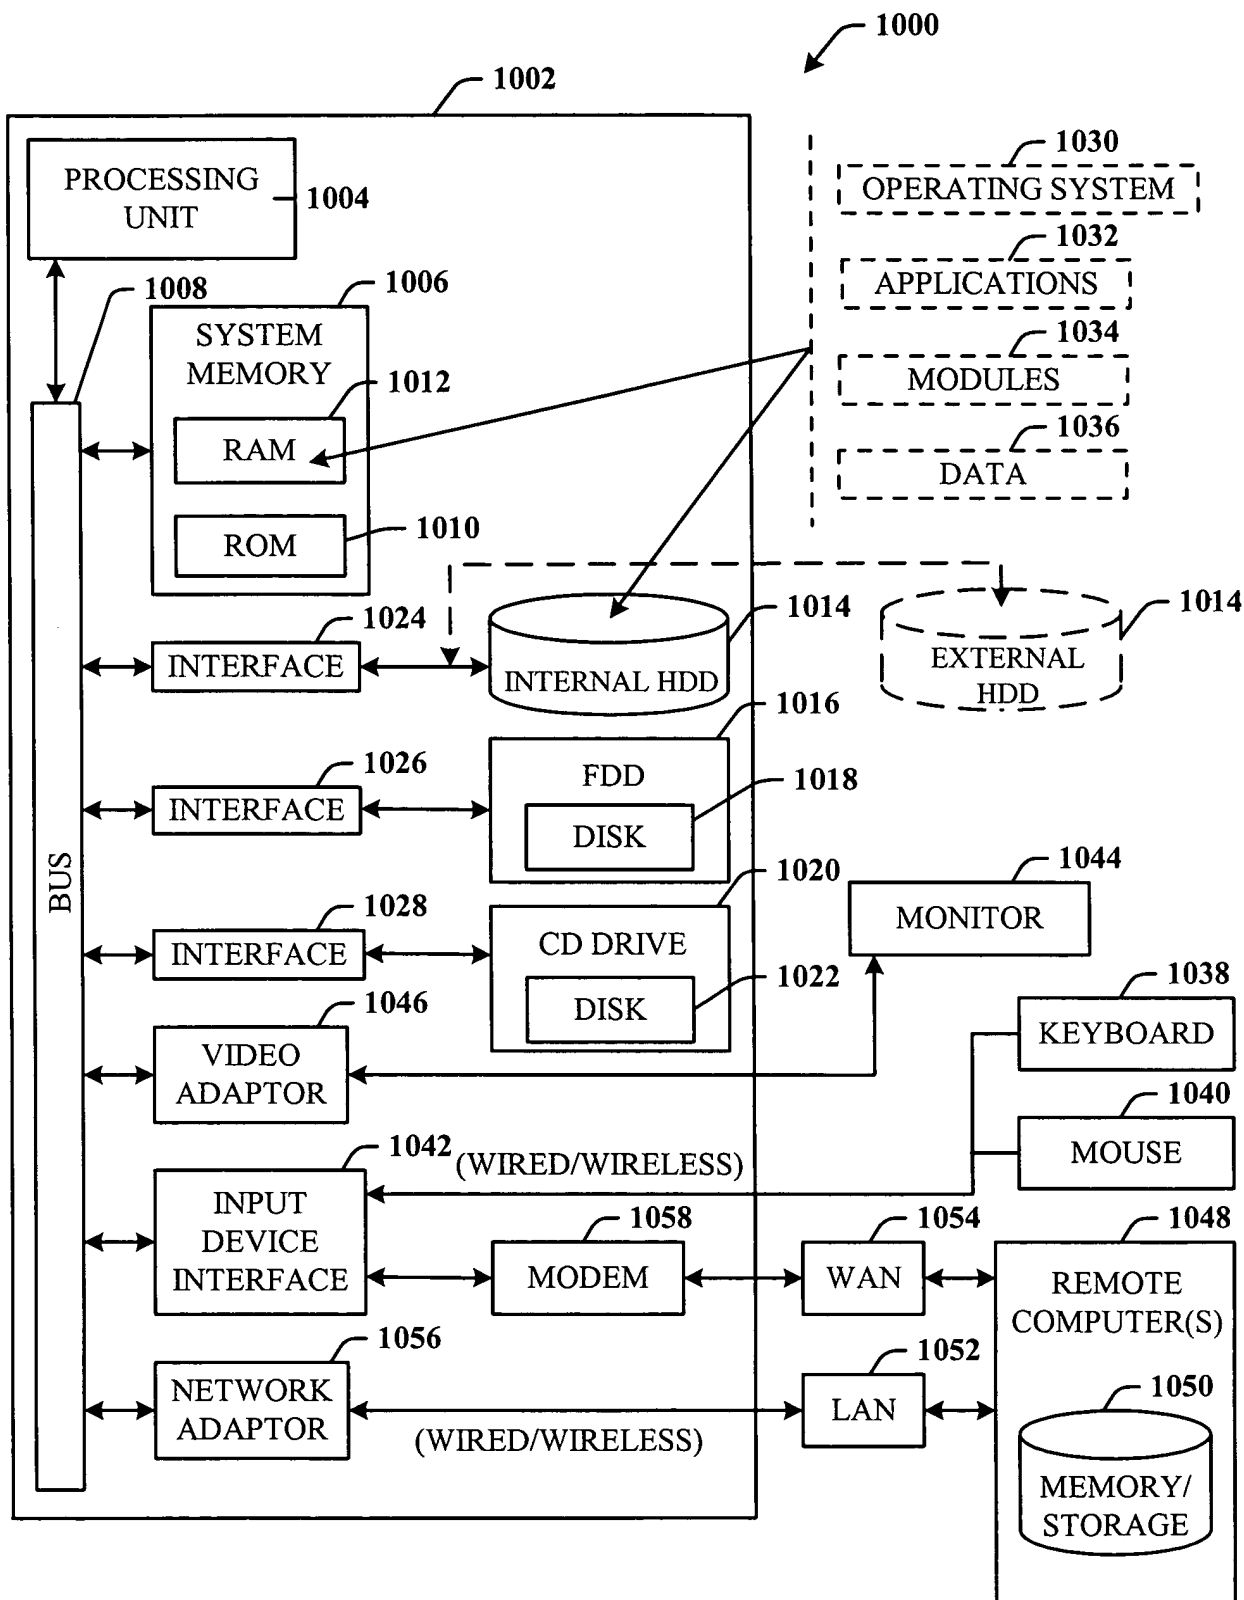 1000
1002
PROCESSING
UNIT
1004
1030
OPERATING SYSTEM
1032
APPLICATIONS
1034
MODULES
1036
DATA
1008
1006
SYSTEM
MEMORY
1012
RAM
1010
ROM
1024
INTERFACE
1014
INTERNAL HDD
1014
EXTERNAL
HDD
1016
FDD
1018
DISK
1026
INTERFACE
BUS
1020
CD DRIVE
1022
DISK
1028
INTERFACE
1044
MONITOR
1046
VIDEO
ADAPTOR
1038
KEYBOARD
1040
MOUSE
1042
(WIRED/WIRELESS)
INPUT
DEVICE
INTERFACE
1058
MODEM
1054
WAN
1048
REMOTE
COMPUTER(S)
1056
NETWORK
ADAPTOR
(WIRED/WIRELESS)
1052
LAN
1050
MEMORY/
STORAGE